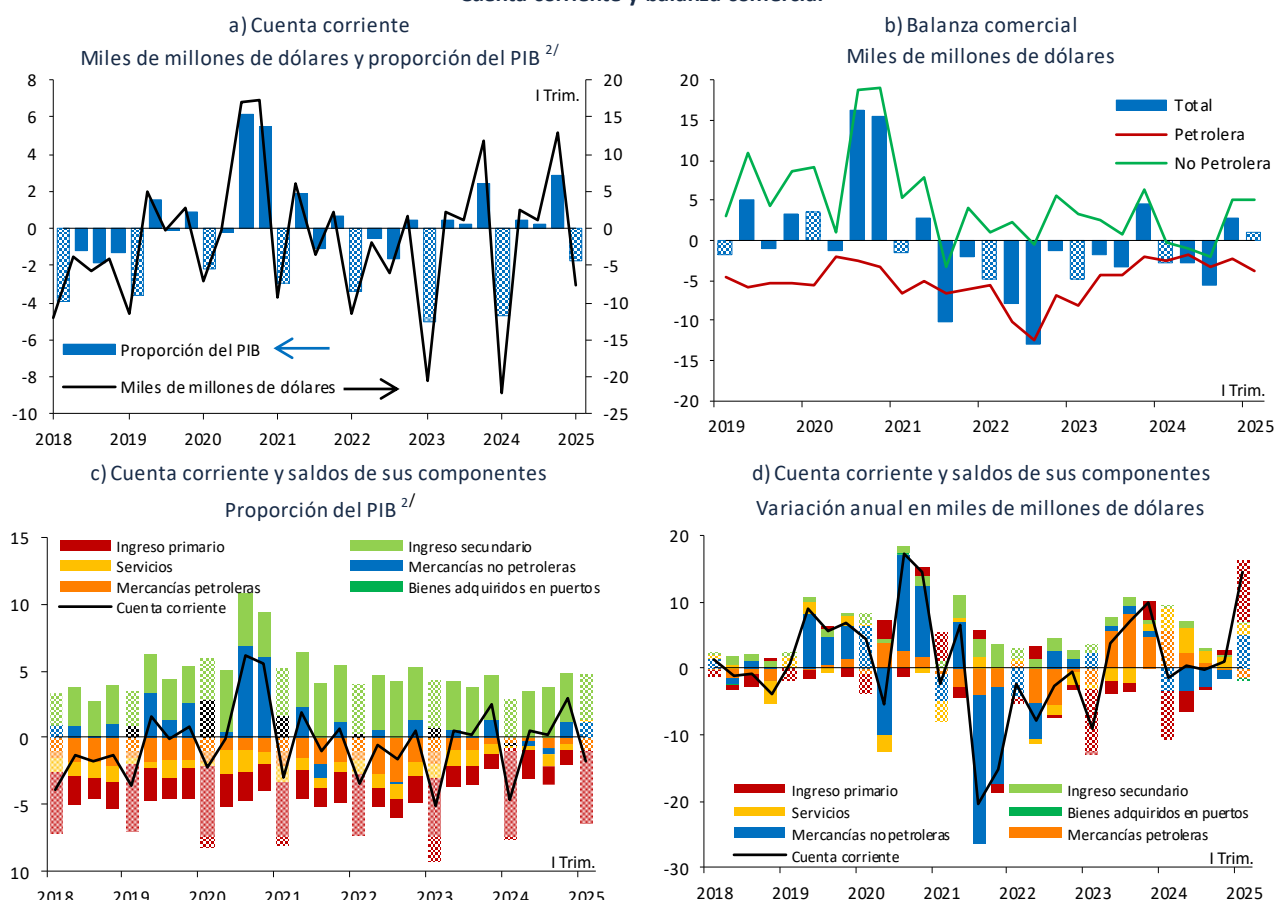 Cuenta corriente y balanza comercial
a) Cuenta corriente
Miles de millones de dólares y proporción del PIB 2/
8
6
4
2
0
-2
-4
-6
-8
-10
20
15
10
5
0
-5
-10
-15
-20
-25
I Trim.
Proporción del PIB
Miles de millones de dólares
2018 2019 2020 2021 2022 2023 2024 2025
b) Balanza comercial
Miles de millones de dólares
20
15
10
5
0
-5
-10
-15
-20
Total
Petrolera
No Petrolera
I Trim.
2019 2020 2021 2022 2023 2024 2025
c) Cuenta corriente y saldos de sus componentes
Proporción del PIB 2/
15
10
5
0
-5
10
Ingreso primario
Ingreso secundario
Servicios
Mercancías no petroleras
Mercancías petroleras
Bienes adquiridos en puertos
Cuenta corriente
I Trim.
2018 2019 2020 2021 2022 2023 2024 2025
d) Cuenta corriente y saldos de sus componentes
Variación anual en miles de millones de dólares
20
10
0
-10
-20
-30
Ingreso primario
Ingreso secundario
Servicios
Bienes adquiridos en puertos
Mercancías no petroleras
Mercancías petroleras
Cuenta corriente
I Trim.
2018 2019 2020 2021 2022 2023 2024 2025